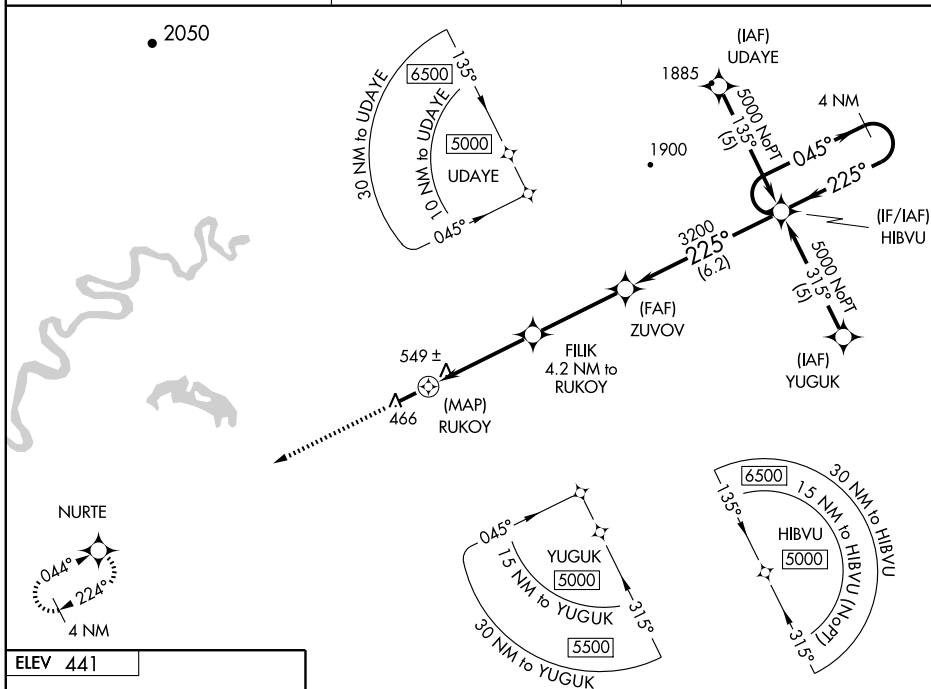 2050
(IAF)
UDAYE
1885
5000 NoPT
135°
(5)
4 NM
045°
225°
1900
(IF/IAF)
HIBVU
30 NM to UDAYE
6500
135°
10 NM to UDAYE
5000
UDAYE
045°
3200
225°
(6.2)
5000 NoPT
315°
(5)
(FAF)
ZUVOV
(IAF)
YUGUK
FILIK
4.2 NM to
RUKOY
549 ±
(MAP)
RUKOY
466
NURTE
044°
224°
4 NM
045°
YUGUK
5000
15 NM to YUGUK
315°
5500
30 NM to YUGUK
135°
6500
30 NM to HIBVU
15 NM to HIBVU (NoPT)
HIBVU
5000
315°
ELEV 441